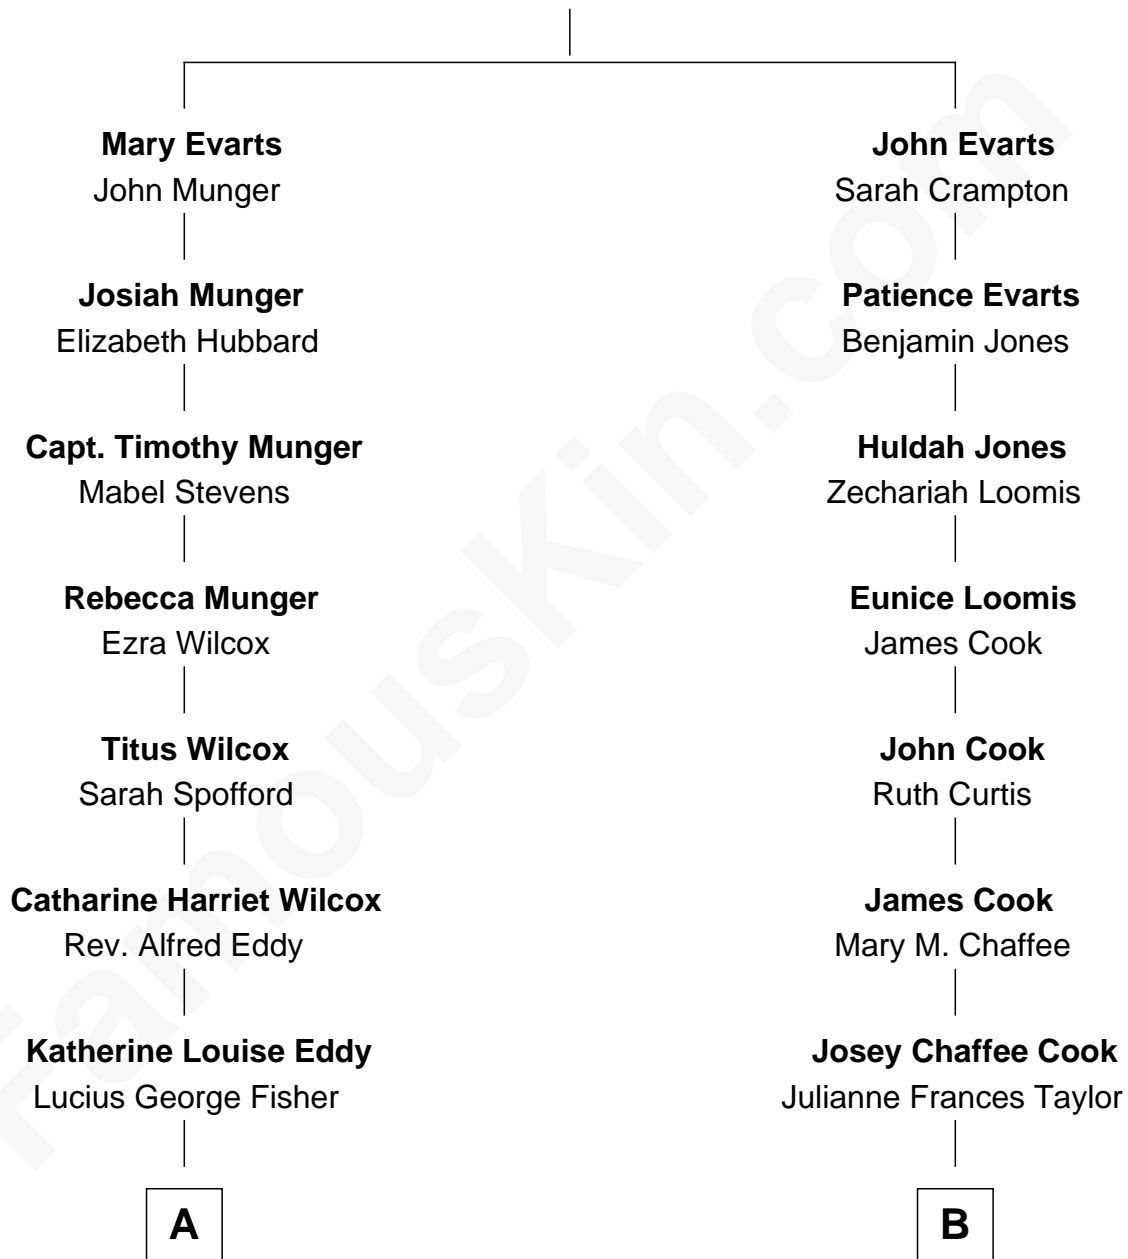 Mary Evarts
John Munger
John Evarts
Sarah Crampton
Josiah Munger
Elizabeth Hubbard
Patience Evarts
Benjamin Jones
Capt. Timothy Munger
Mabel Stevens
Huldah Jones
Zechariah Loomis
Rebecca Munger
Ezra Wilcox
Eunice Loomis
James Cook
Titus Wilcox
Sarah Spofford
John Cook
Ruth Curtis
Catharine Harriet Wilcox
Rev. Alfred Eddy
James Cook
Mary M. Chaffee
Katherine Louise Eddy
Lucius George Fisher
Josey Chaffee Cook
Julianne Frances Taylor
A
B
FamousKin.com